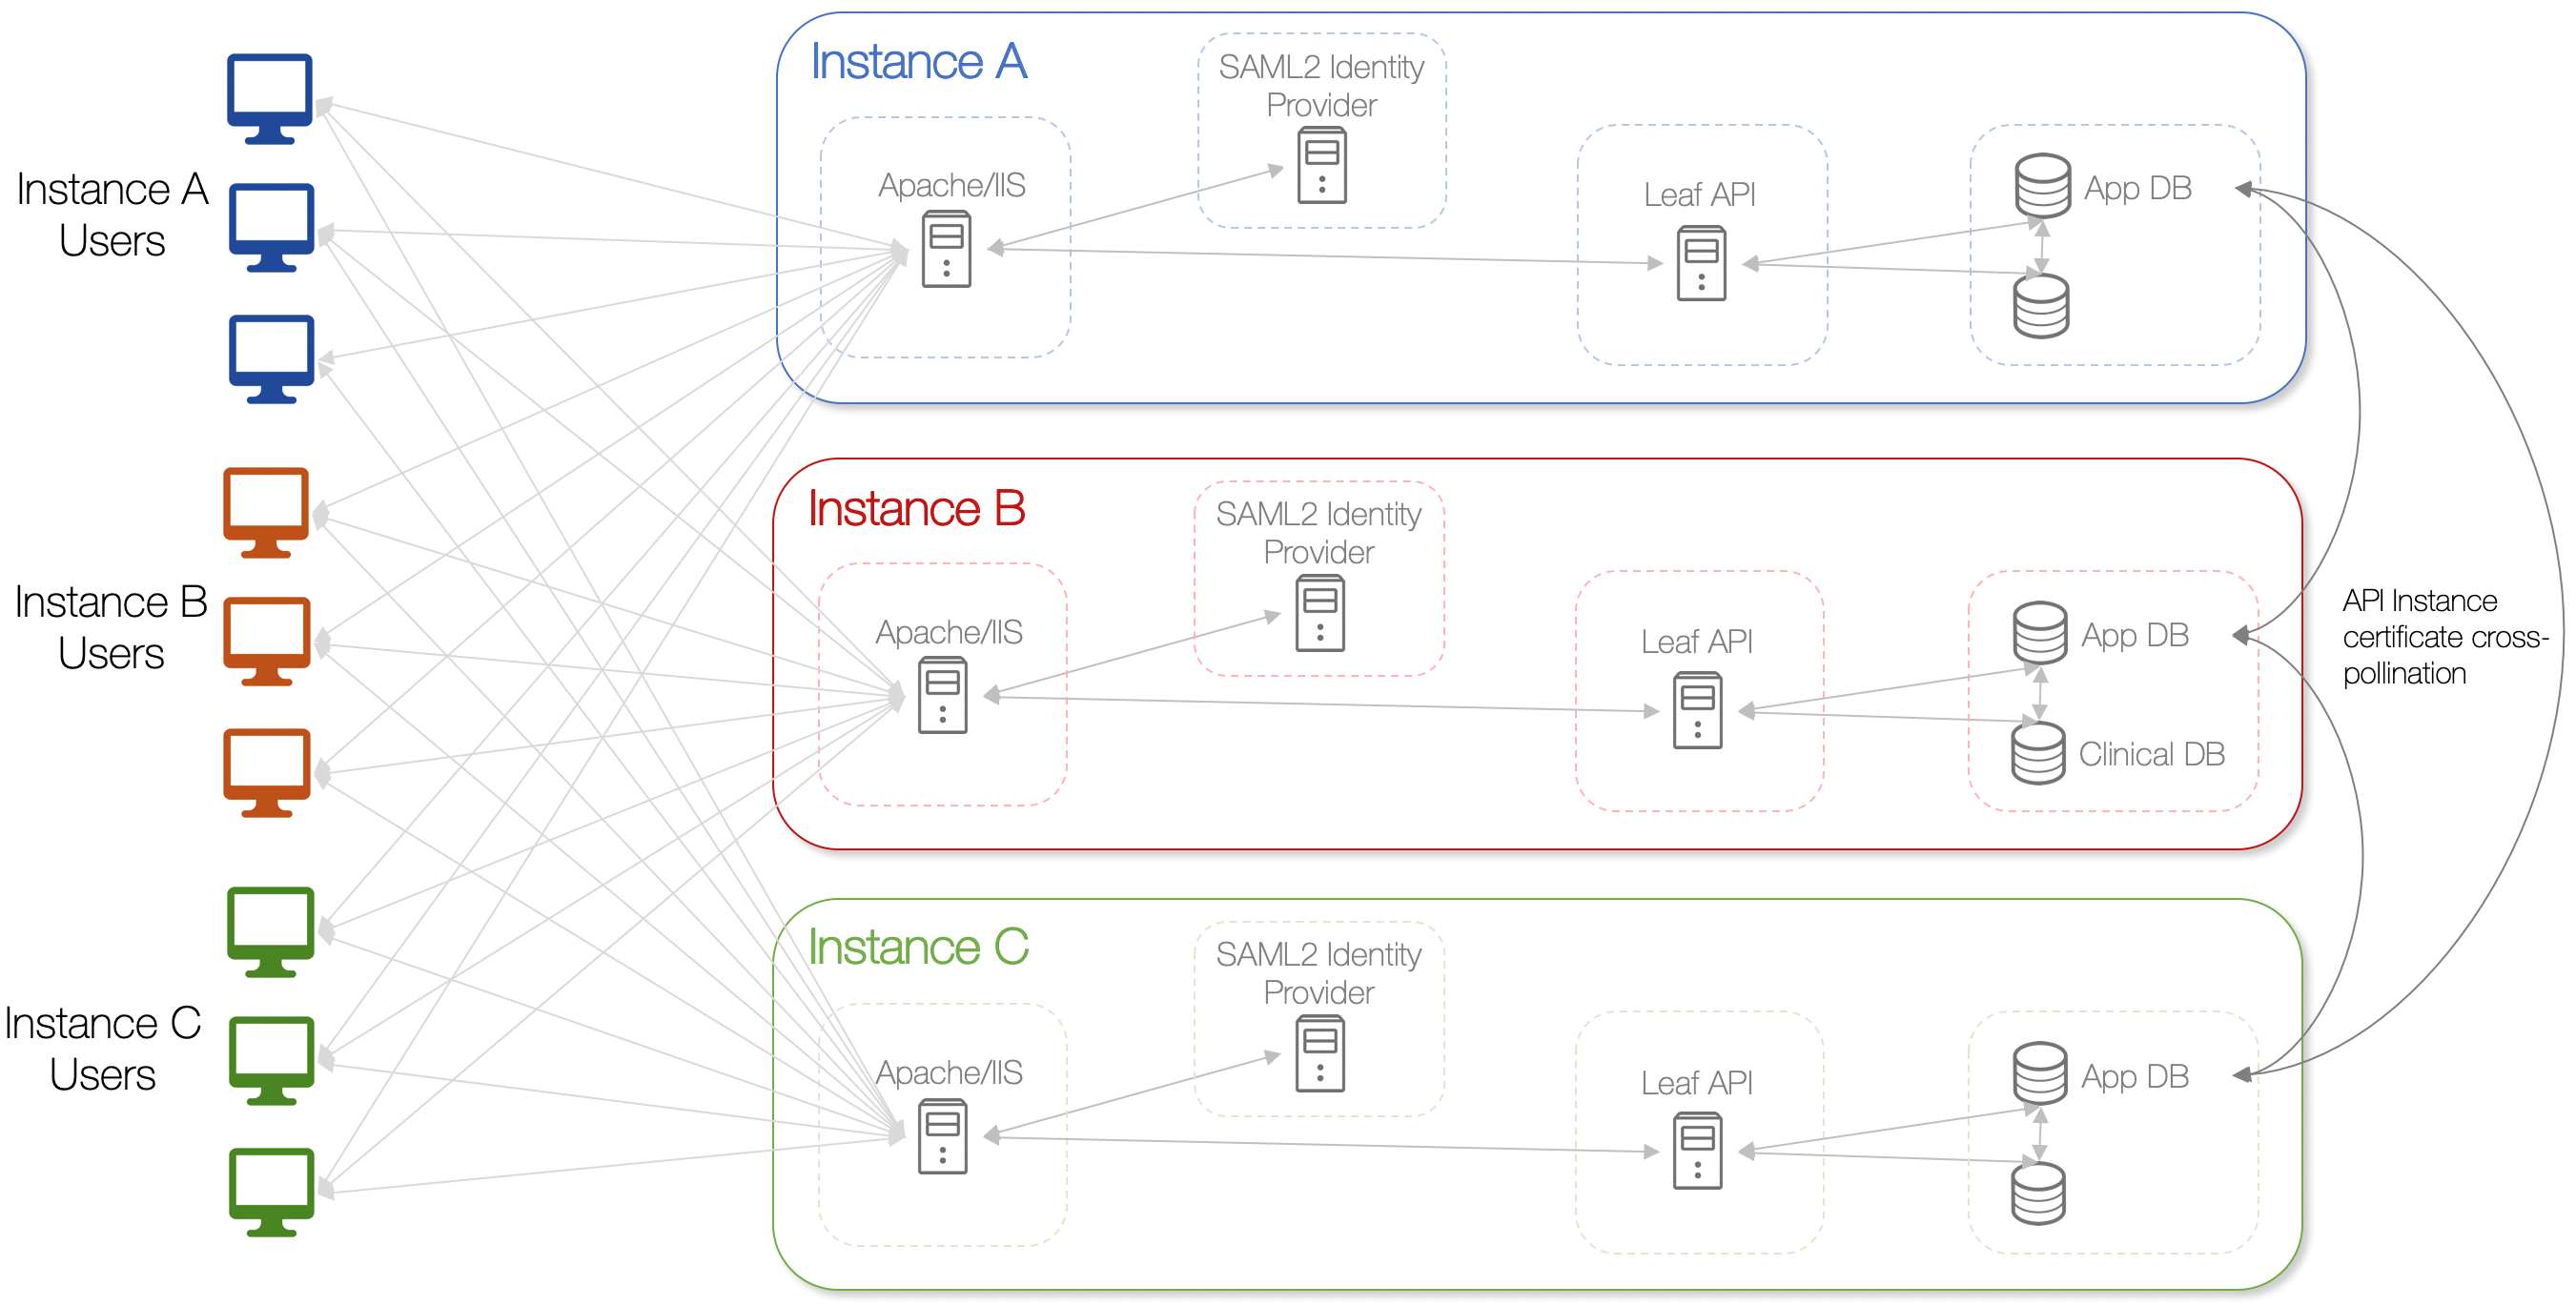 Instance A
Users
Instance B
Users
Instance C
Users
Instance A
SAML2 Identity
Provider
Apache/IIS
Leaf API
App DB
Instance B
SAML2 Identity
Provider
Apache/IIS
Leaf API
App DB
Clinical DB
Instance C
SAML2 Identity
Provider
Apache/IIS
Leaf API
App DB
API Instance
certificate cross-
pollination